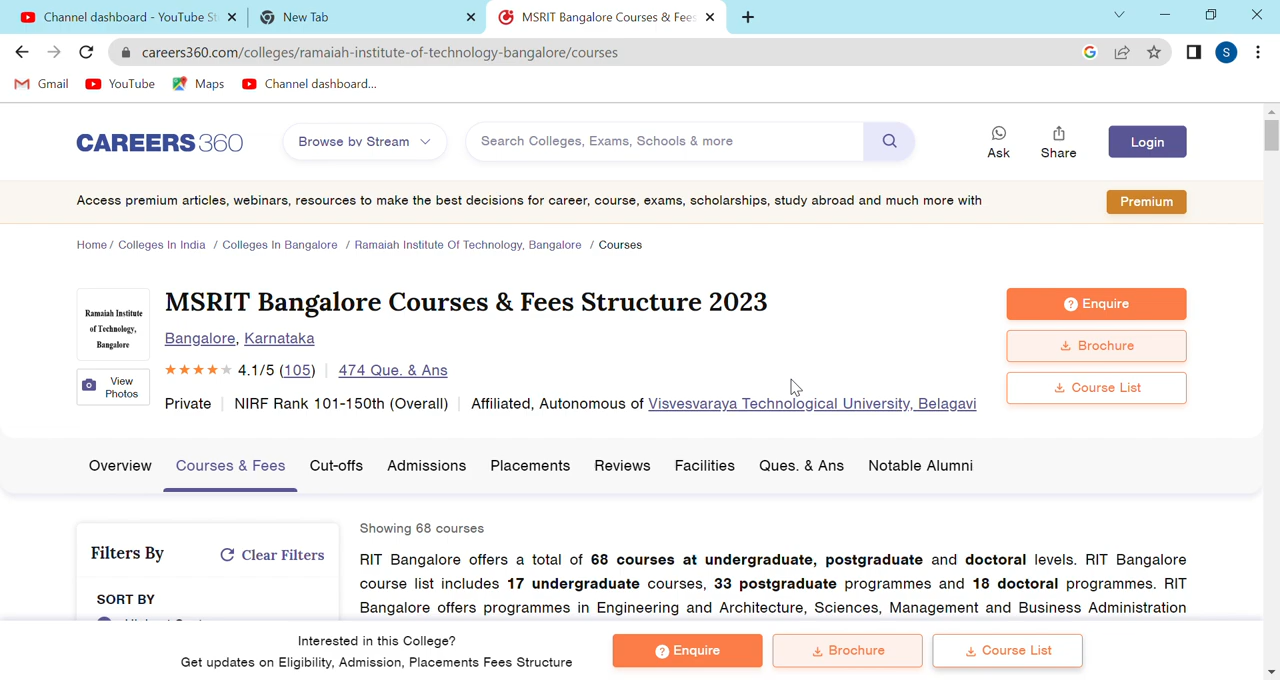 Channel dashboard - YouTube St
New Tab
MSRIT Bangalore Courses & Fees
careers360.com/colleges/ramaiah-institute-of-technology-bangalore/courses
S
Gmail
YouTube
Maps
Channel dashboard...
CAREERS360
Browse by Stream
Search Colleges, Exams, Schools & more
Ask
Share
Login
Access premium articles, webinars, resources to make the best decisions for career, course, exams, scholarships, study abroad and much more with
Premium
Home / Colleges In India / Colleges In Bangalore / Ramaiah Institute Of Technology, Bangalore / Courses
Ramaiah Institute
of Technology,
Bangalore
View
Photos
MSRIT Bangalore Courses & Fees Structure 2023
Bangalore, Karnataka
4.1/5 (105) | 474 Que. & Ans
Private | NIRF Rank 101-150th (Overall) | Affiliated, Autonomous of Visvesvaraya Technological University, Belagavi
Enquire
Brochure
Course List
Overview
Courses & Fees
Cut-offs
Admissions
Placements
Reviews
Facilities
Ques. & Ans
Notable Alumni
Filters By
Clear Filters
SORT BY
Showing 68 courses
RIT Bangalore offers a total of 68 courses at undergraduate, postgraduate and doctoral levels. RIT Bangalore
course list includes 17 undergraduate courses, 33 postgraduate programmes and 18 doctoral programmes. RIT
Bangalore offers programmes in Engineering and Architecture, Sciences, Management and Business Administration
Interested in this College?
Get updates on Eligibility, Admission, Placements Fees Structure
Enquire
Brochure
Course List